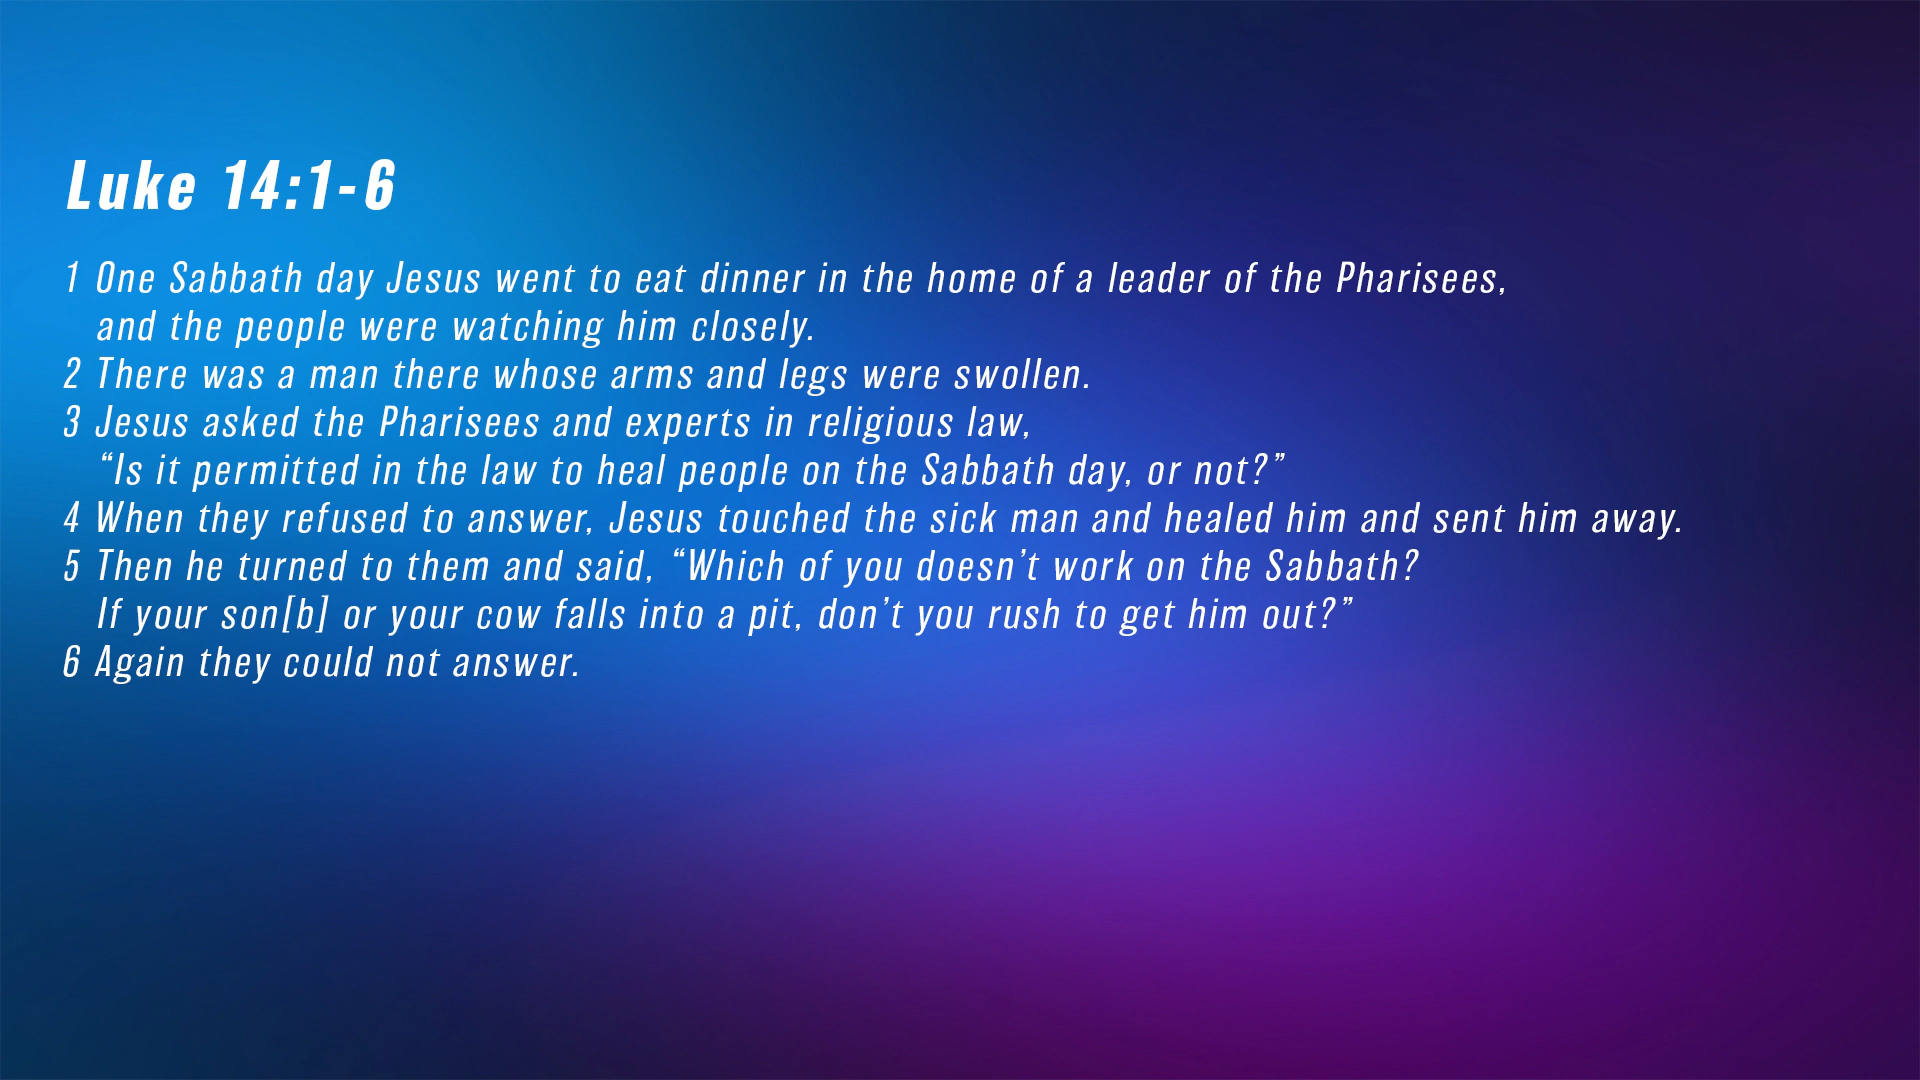 Luke 14:1-6
1 One Sabbath day Jesus went to eat dinner in the home of a leader of the Pharisees,
and the people were watching him closely.
2 There was a man there whose arms and legs were swollen.
3 Jesus asked the Pharisees and experts in religious law,
“Is it permitted in the law to heal people on the Sabbath day, or not?”
4 When they refused to answer, Jesus touched the sick man and healed him and sent him away.
5 Then he turned to them and said, “Which of you doesn’t work on the Sabbath?
If your son[b] or your cow falls into a pit, don’t you rush to get him out?”
6 Again they could not answer.